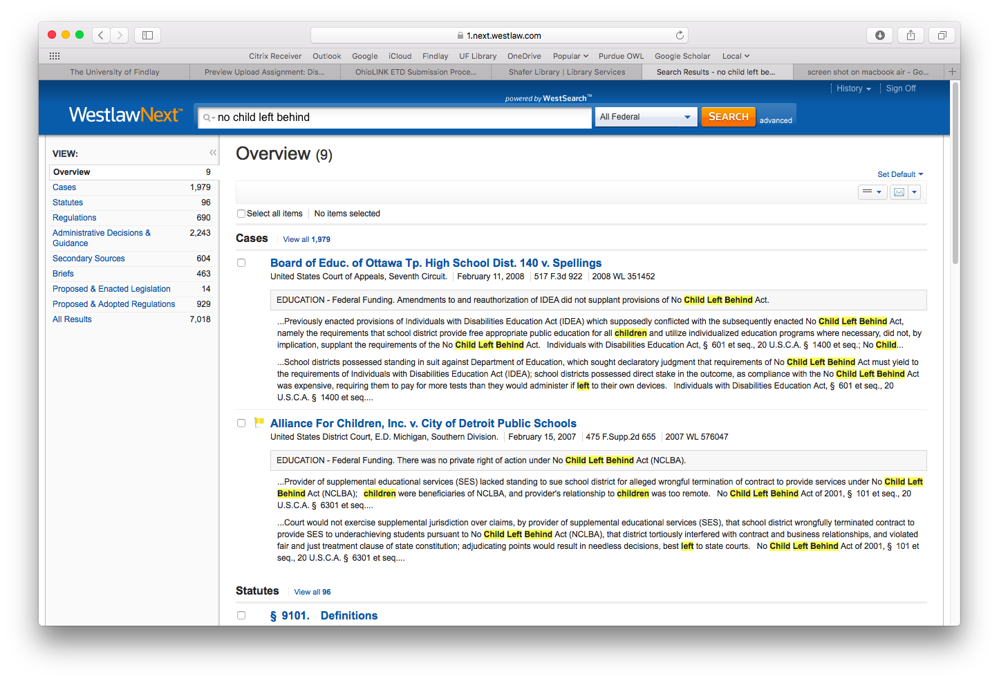 1.next.westlaw.com
Citrix Receiver Outlook Google iCloud Findlay UF Library OneDrive Popular Purdue OWL Google Scholar Local
The University of Findlay Preview Upload Assignment: Dis... OhioLINK ETD Submission Proce... Shafer Library | Library Services Search Results - no child left be... screen shot on macbook air - Go...
History Sign Off
powered by WestSearch™
WestlawNext™ no child left behind All Federal SEARCH advanced
VIEW:
Overview 9
Cases 1,979
Statutes 96
Regulations 690
Administrative Decisions & 2,243
Guidance
Secondary Sources 604
Briefs 463
Proposed & Enacted Legislation 14
Proposed & Adopted Regulations 929
All Results 7,018
Overview (9)
Set Default
Select all items No items selected
Cases View all 1,979
Board of Educ. of Ottawa Tp. High School Dist. 140 v. Spellings
United States Court of Appeals, Seventh Circuit. February 11, 2008 517 F.3d 922 2008 WL 351452
EDUCATION - Federal Funding. Amendments to and reauthorization of IDEA did not supplant provisions of No Child Left Behind Act.
...Previously enacted provisions of Individuals with Disabilities Education Act (IDEA) which supposedly conflicted with the subsequently enacted No Child Left Behind Act,
namely the requirements that school district provide free appropriate public education for all children and utilize individualized education programs where necessary, did not, by
implication, supplant the requirements of the No Child Left Behind Act. Individuals with Disabilities Education Act, § 601 et seq., 20 U.S.C.A. § 1400 et seq.; No Child...
...School districts possessed standing in suit against Department of Education, which sought declaratory judgment that requirements of No Child Left Behind Act must yield to
the requirements of Individuals with Disabilities Education Act (IDEA); school districts possessed direct stake in the outcome, as compliance with the No Child Left Behind Act
was expensive, requiring them to pay for more tests than they would administer if left to their own devices. Individuals with Disabilities Education Act, § 601 et seq., 20
U.S.C.A. § 1400 et seq....
Alliance For Children, Inc. v. City of Detroit Public Schools
United States District Court, E.D. Michigan, Southern Division. February 15, 2007 475 F.Supp.2d 655 2007 WL 576047
EDUCATION - Federal Funding. There was no private right of action under No Child Left Behind Act (NCLBA).
...Provider of supplemental educational services (SES) lacked standing to sue school district for alleged wrongful termination of contract to provide services under No Child Left
Behind Act (NCLBA); children were beneficiaries of NCLBA, and provider's relationship to children was too remote. No Child Left Behind Act of 2001, § 101 et seq., 20
U.S.C.A. § 6301 et seq....
...Court would not exercise supplemental jurisdiction over claims, by provider of supplemental educational services (SES), that school district wrongfully terminated contract to
provide SES to underachieving students pursuant to No Child Left Behind Act (NCLBA), that district tortiously interfered with contract and business relationships, and violated
fair and just treatment clause of state constitution; adjudicating points would result in needless decisions, best left to state courts. No Child Left Behind Act of 2001, § 101 et
seq., 20 U.S.C.A. § 6301 et seq....
Statutes View all 96
§ 9101. Definitions